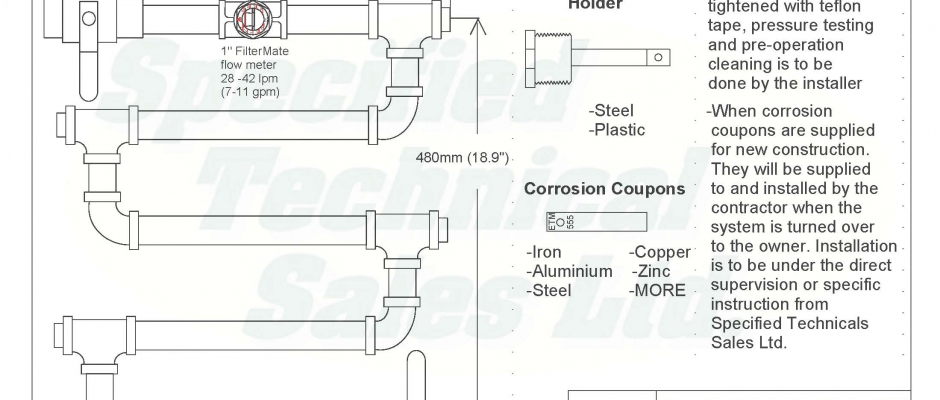 1" FilterMate
flow meter
28 -42 lpm
(7-11 gpm)
480mm (18.9")
Holder
-Steel
-Plastic
Corrosion Coupons
ETM
555
-Iron
-Copper
-Aluminium
-Zinc
-Steel
-MORE
tightened with teflon
tape, pressure testing
and pre-operation
cleaning is to be
done by the installer
-When corrosion
coupons are supplied
for new construction.
They will be supplied
to and installed by the
contractor when the
system is turned over
to the owner. Installation
is to be under the direct
supervision or specific
instruction from
Specified Technicals
Sales Ltd.
Specified
Technical
Sales Ltd